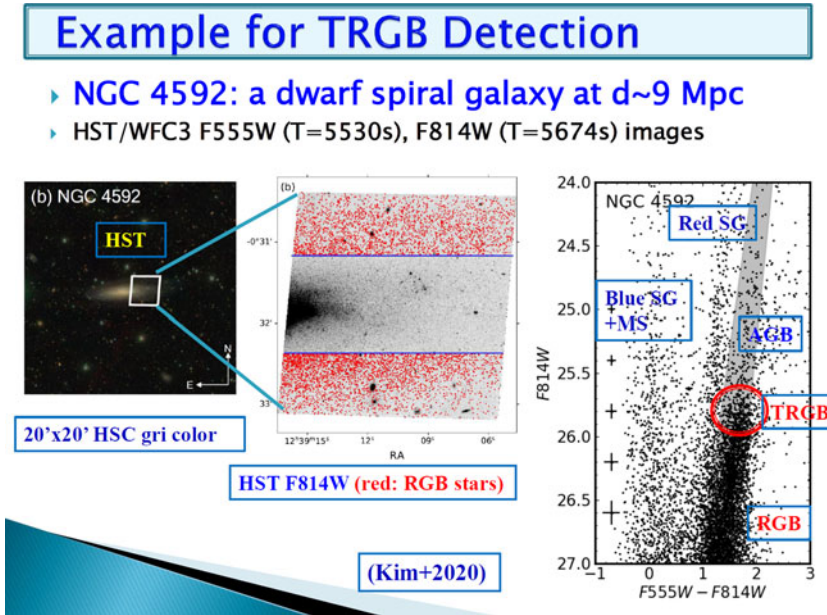 Example for TRGB Detection
NGC 4592: a dwarf spiral galaxy at d~9 Mpc
HST/WFC3 F555W (T=5530s), F814W (T=5674s) images
(b) NGC 4592
HST
N
E
20'x20' HSC gri color
(b)
-0°31'
32'
33'
12ʰ39ᵐ15ˢ
12ˢ
09ˢ
06ˢ
RA
HST F814W (red: RGB stars)
NGC 4592
Red SG
Blue SG
+MS
AGB
TRGB
RGB
24.0
24.5
25.0
25.5
26.0
26.5
27.0
F814W
−1
0
1
2
3
F555W − F814W
(Kim+2020)